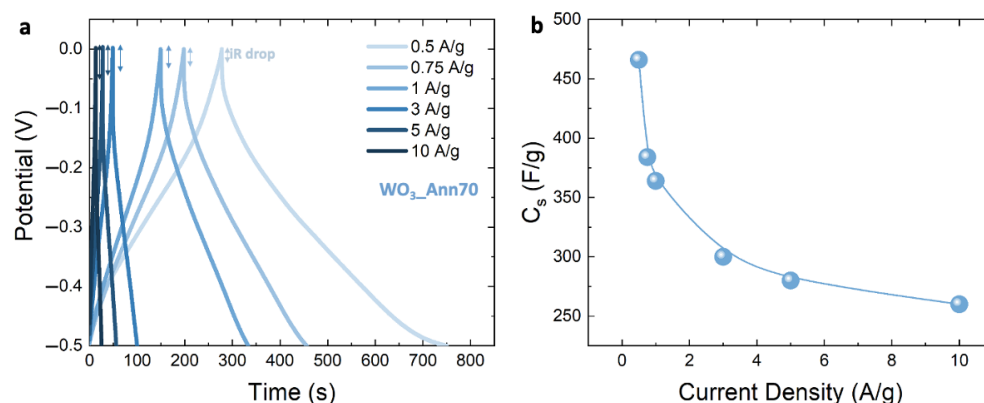 a
Potential (V)
0.0
−0.1
−0.2
−0.3
−0.4
−0.5
0 100 200 300 400 500 600 700 800
Time (s)
iR drop
0.5 A/g
0.75 A/g
1 A/g
3 A/g
5 A/g
10 A/g
WO₃_Ann70
b
Cₛ (F/g)
500
450
400
350
300
250
0 2 4 6 8 10
Current Density (A/g)